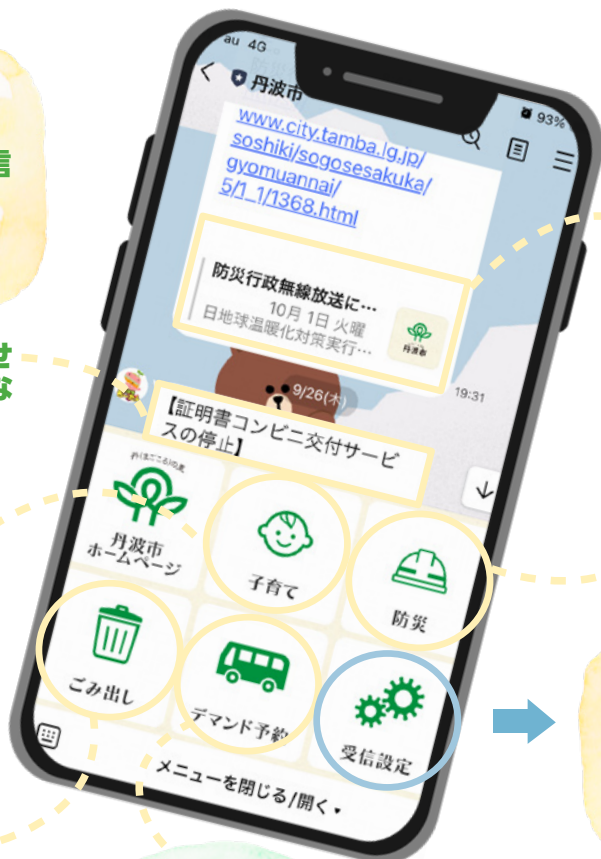 信
せ
な
au 4G
93%
丹波市
www.city.tamba.lg.jp/
soshiki/sogosesakuka/
gyomuannai/
5/1_1/1368.html
防災行政無線放送に…
10月 1日 火曜
日地球温暖化対策実行…
丹波市
19:31
9/26(木)
【証明書コンビニ交付サービ
スの停止】
丹波市
ホームページ
子育て
防災
ごみ出し
デマンド予約
受信設定
メニューを閉じる/開く